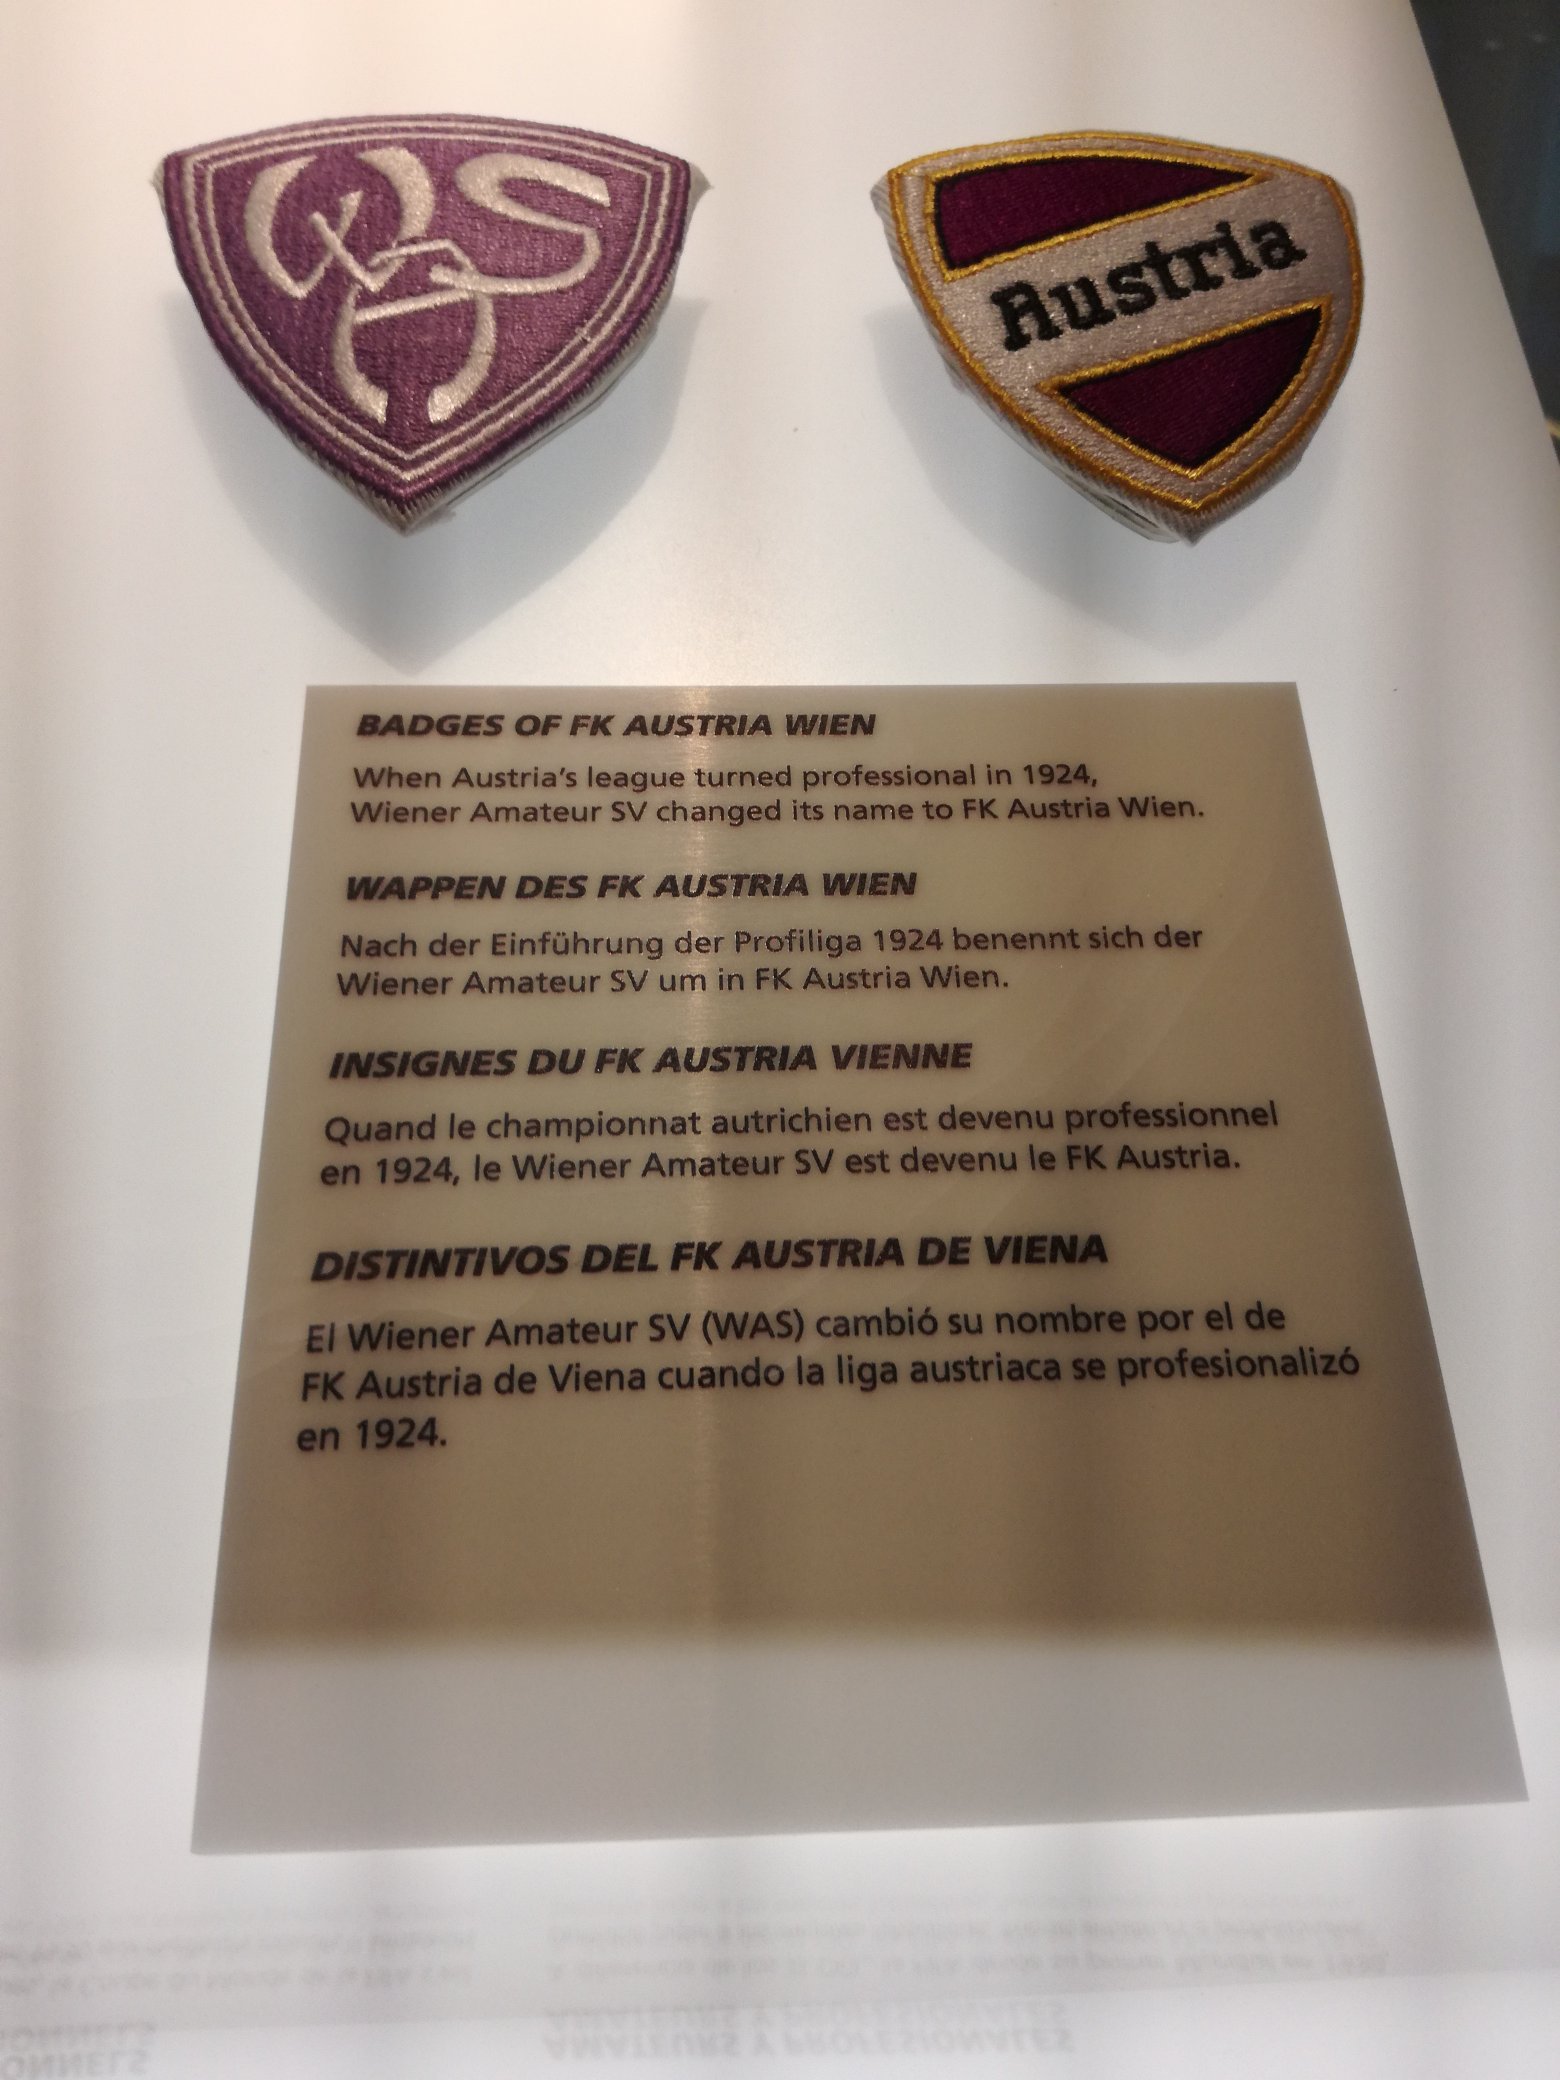 WAS
Austria
BADGES OF FK AUSTRIA WIEN
When Austria's league turned professional in 1924,
Wiener Amateur SV changed its name to FK Austria Wien.
WAPPEN DES FK AUSTRIA WIEN
Nach der Einführung der Profiliga 1924 benennt sich der
Wiener Amateur SV um in FK Austria Wien.
INSIGNES DU FK AUSTRIA VIENNE
Quand le championnat autrichien est devenu professionnel
en 1924, le Wiener Amateur SV est devenu le FK Austria.
DISTINTIVOS DEL FK AUSTRIA DE VIENA
El Wiener Amateur SV (WAS) cambió su nombre por el de
FK Austria de Viena cuando la liga austriaca se profesionalizó
en 1924.
AMATEURS Y PROFESIONALES